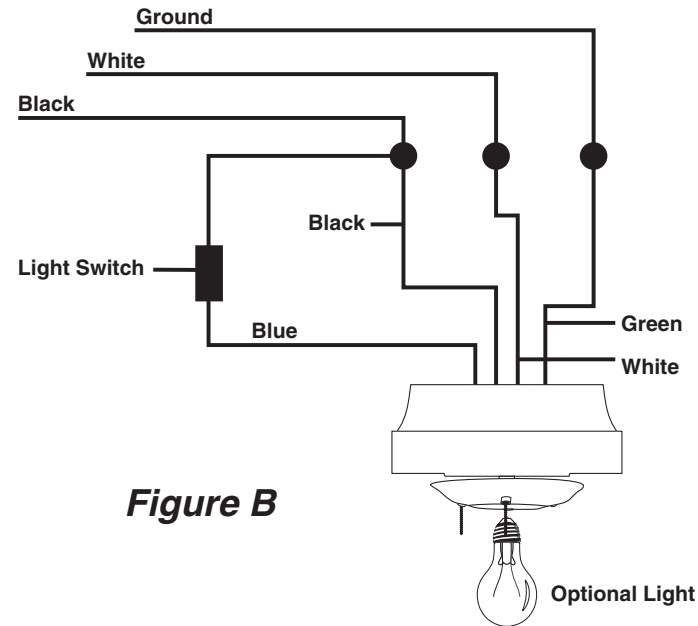 Ground
White
Black
Black
Light Switch
Blue
Green
White
Figure B
Optional Light